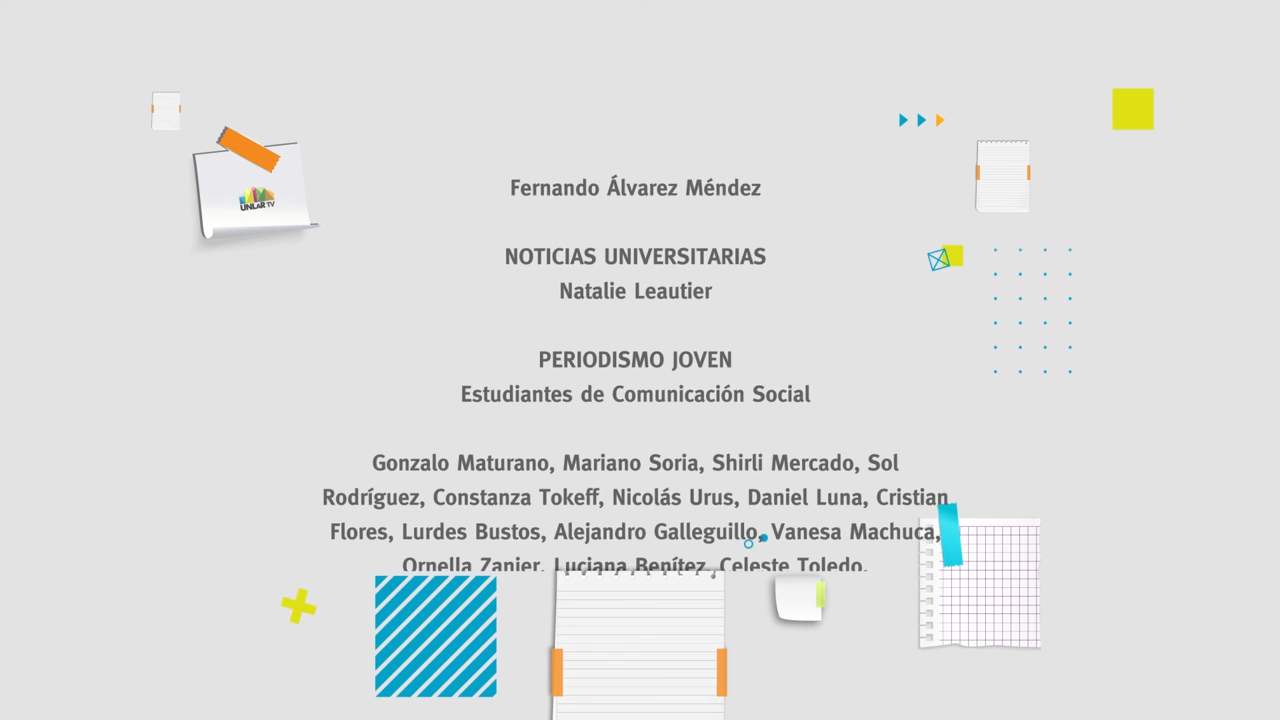 UNLAR TV
Fernando Álvarez Méndez
NOTICIAS UNIVERSITARIAS
Natalie Leautier
PERIODISMO JOVEN
Estudiantes de Comunicación Social
Gonzalo Maturano, Mariano Soria, Shirli Mercado, Sol
Rodríguez, Constanza Tokeff, Nicolás Urus, Daniel Luna, Cristian
Flores, Lurdes Bustos, Alejandro Galleguillo, Vanesa Machuca,
Ornella Zanier, Luciana Benítez, Celeste Toledo,